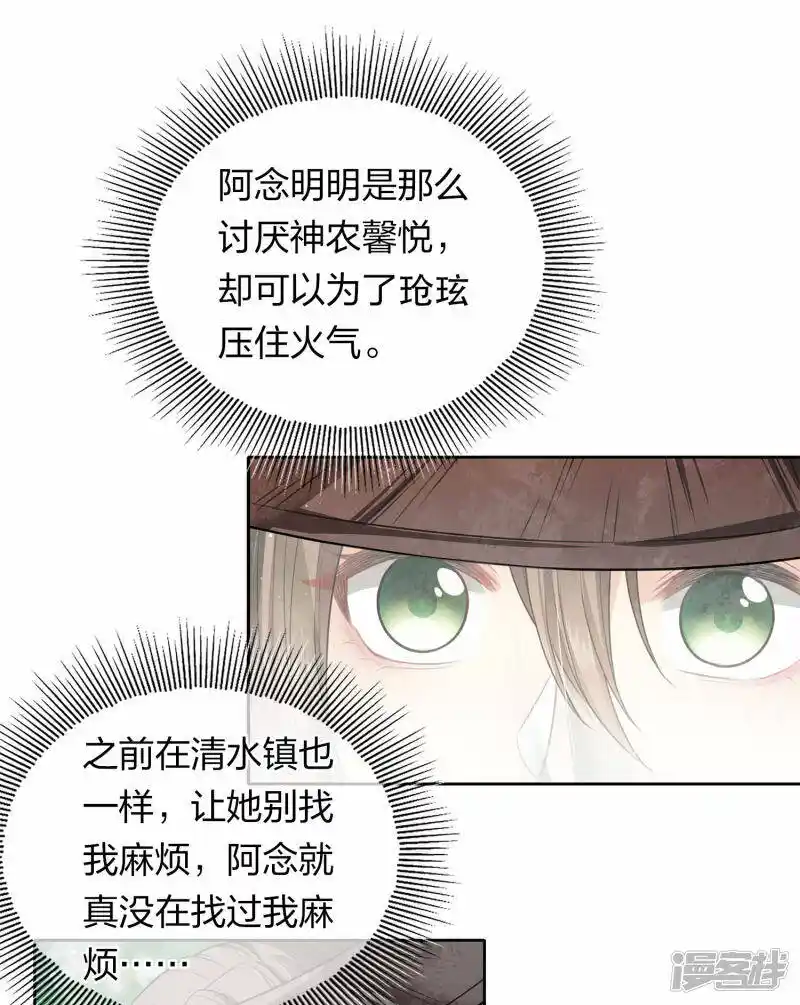 阿念明明是那么
讨厌神农馨悦，
却可以为了玱玹
压住火气。
之前在清水镇也
一样，让她别找
我麻烦，阿念就
真没在找过我麻
烦……
漫客栈